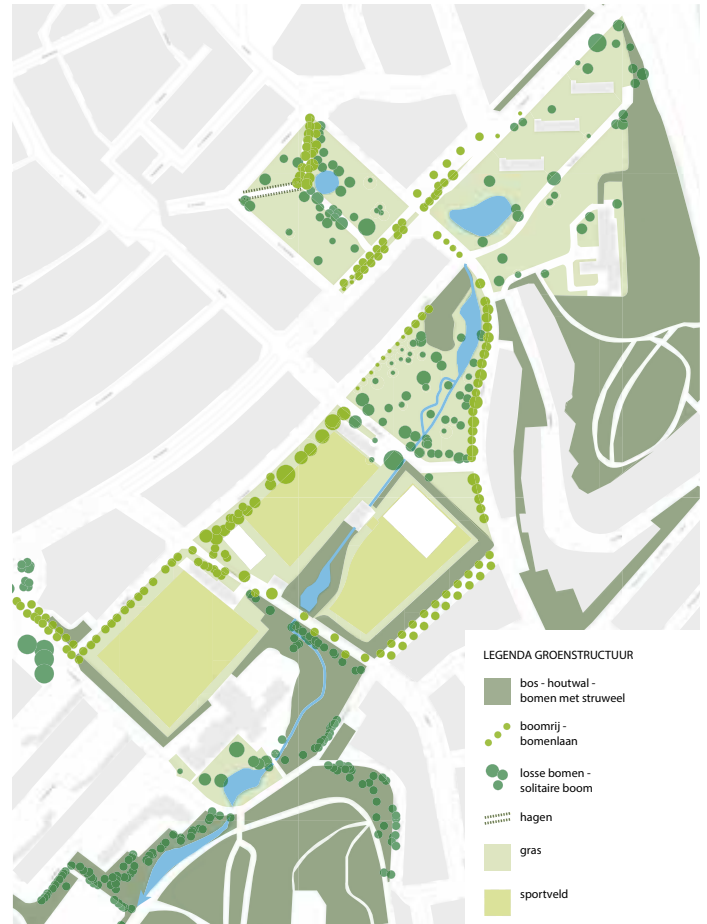 LEGENDA GROENSTRUCTUUR
bos - houtwal -
bomen met struweel
boomrij -
bomenlaan
losse bomen -
solitaire boom
hagen
gras
sportveld